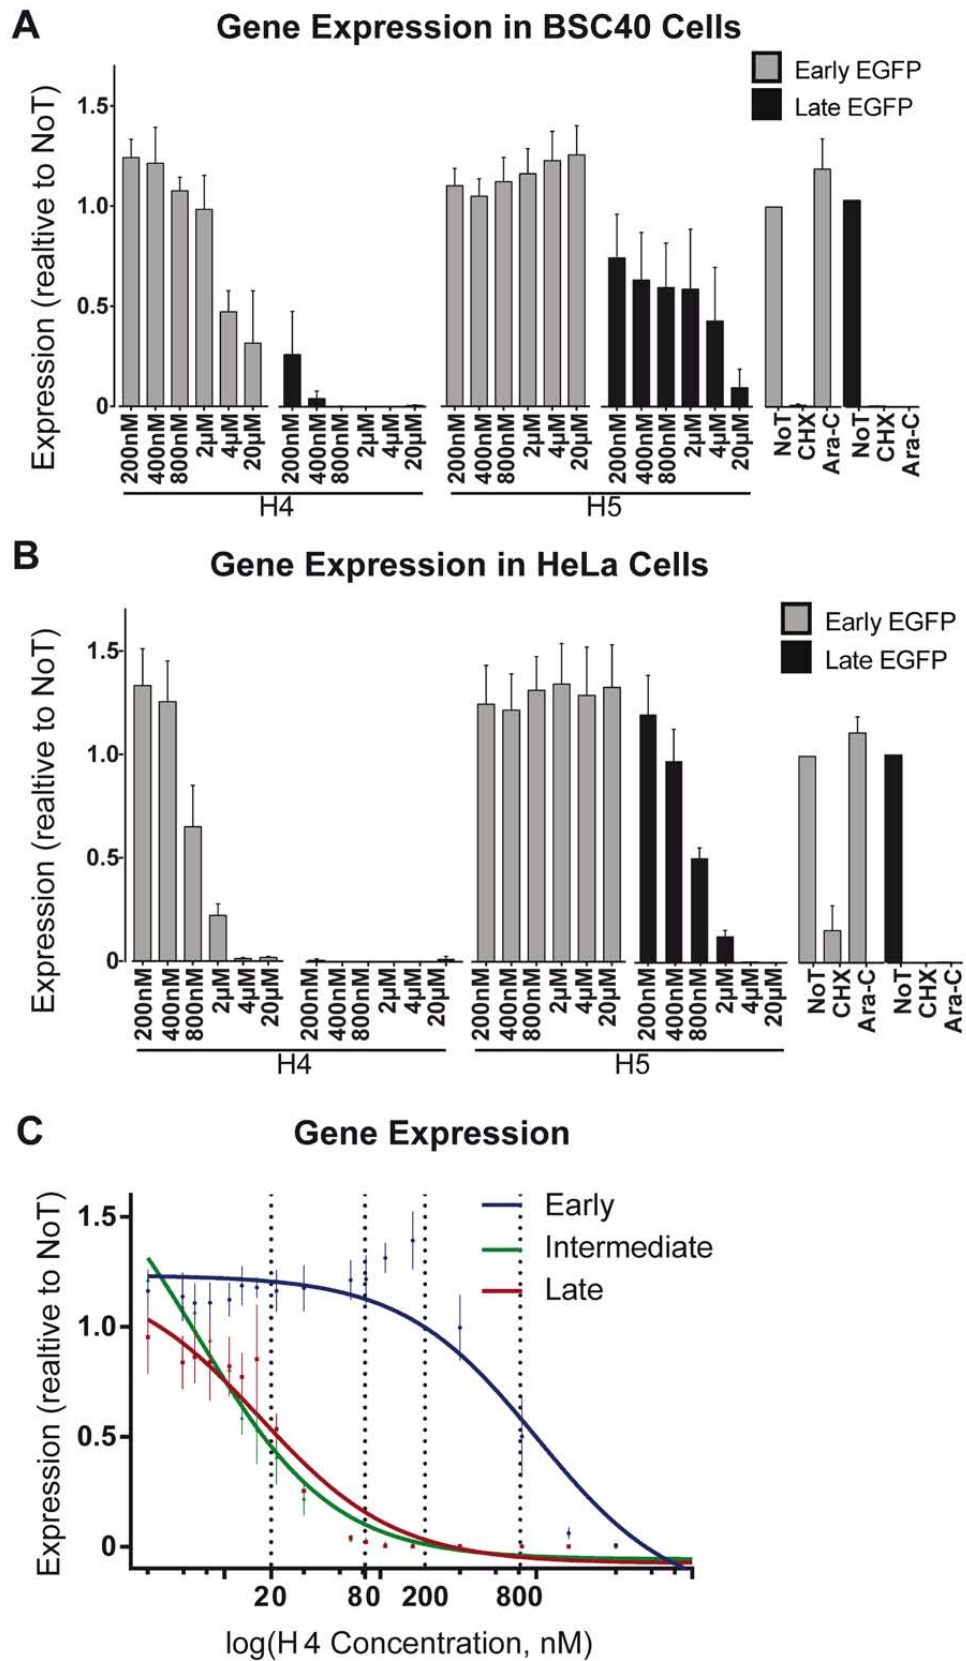 A
Gene Expression in BSC40 Cells
Early EGFP
Late EGFP
Expression (realtive to NoT)
1.5
1.0
0.5
0
200nM 400nM 800nM 2µM 4µM 20µM 200nM 400nM 800nM 2µM 4µM 20µM 200nM 400nM 800nM 2µM 4µM 20µM 200nM 400nM 800nM 2µM 4µM 20µM NoT CHX Ara-C NoT CHX Ara-C
H4 H5
B
Gene Expression in HeLa Cells
Early EGFP
Late EGFP
Expression (realtive to NoT)
1.5
1.0
0.5
0
200nM 400nM 800nM 2µM 4µM 20µM 200nM 400nM 800nM 2µM 4µM 20µM 200nM 400nM 800nM 2µM 4µM 20µM 200nM 400nM 800nM 2µM 4µM 20µM NoT CHX Ara-C NoT CHX Ara-C
H4 H5
C
Gene Expression
Early
Intermediate
Late
Expression (realtive to NoT)
1.5
1.0
0.5
0
20 80 200 800
log(H 4 Concentration, nM)